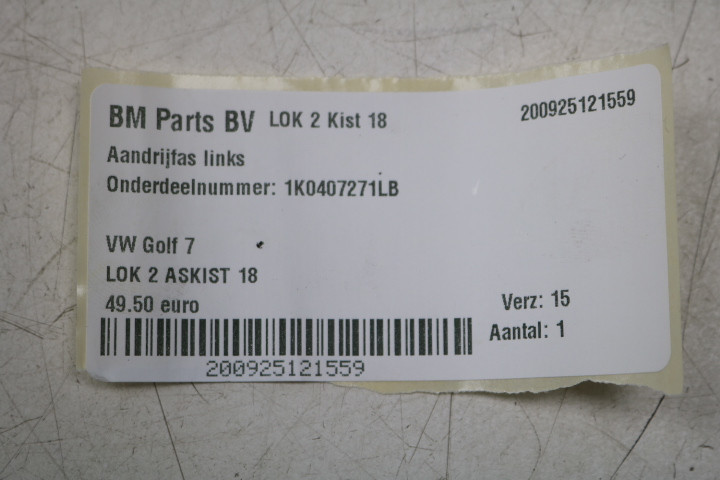 BM Parts BV LOK 2 Kist 18 200925121559
Aandrijfas links
Onderdeelnummer: 1K0407271LB
VW Golf 7
LOK 2 ASKIST 18
49.50 euro Verz: 15
Aantal: 1
200925121559